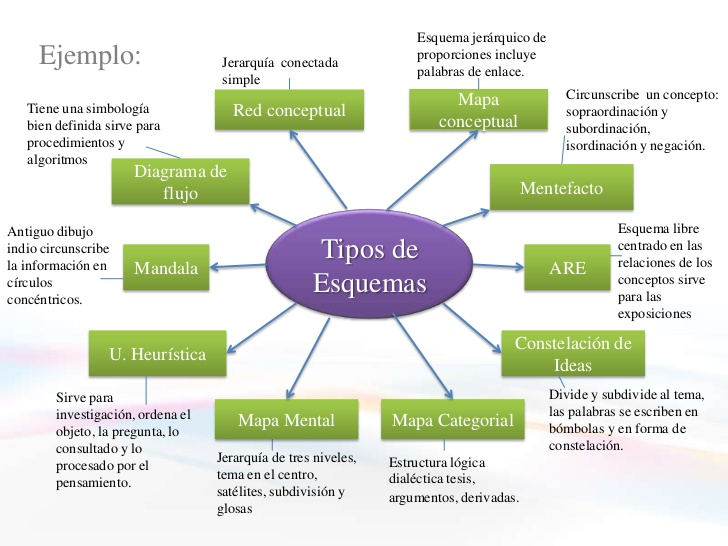 Ejemplo:
Jerarquía conectada
simple
Esquema jerárquico de
proporciones incluye
palabras de enlace.
Red conceptual
Mapa
conceptual
Circunscribe un concepto:
sopraordinación y
subordinación,
isordinación y negación.
Tiene una simbología
bien definida sirve para
procedimientos y
algoritmos
Diagrama de
flujo
Mentefacto
Antiguo dibujo
indio circunscribe
la información en
círculos
concéntricos.
Mandala
Tipos de
Esquemas
ARE
Esquema libre
centrado en las
relaciones de los
conceptos sirve
para las
exposiciones
U. Heurística
Constelación de
Ideas
Sirve para
investigación, ordena el
objeto, la pregunta, lo
consultado y lo
procesado por el
pensamiento.
Mapa Mental
Mapa Categorial
Divide y subdivide al tema,
las palabras se escriben en
bómbolas y en forma de
constelación.
Jerarquía de tres niveles,
tema en el centro,
satélites, subdivisión y
glosas
Estructura lógica
dialéctica tesis,
argumentos, derivadas.